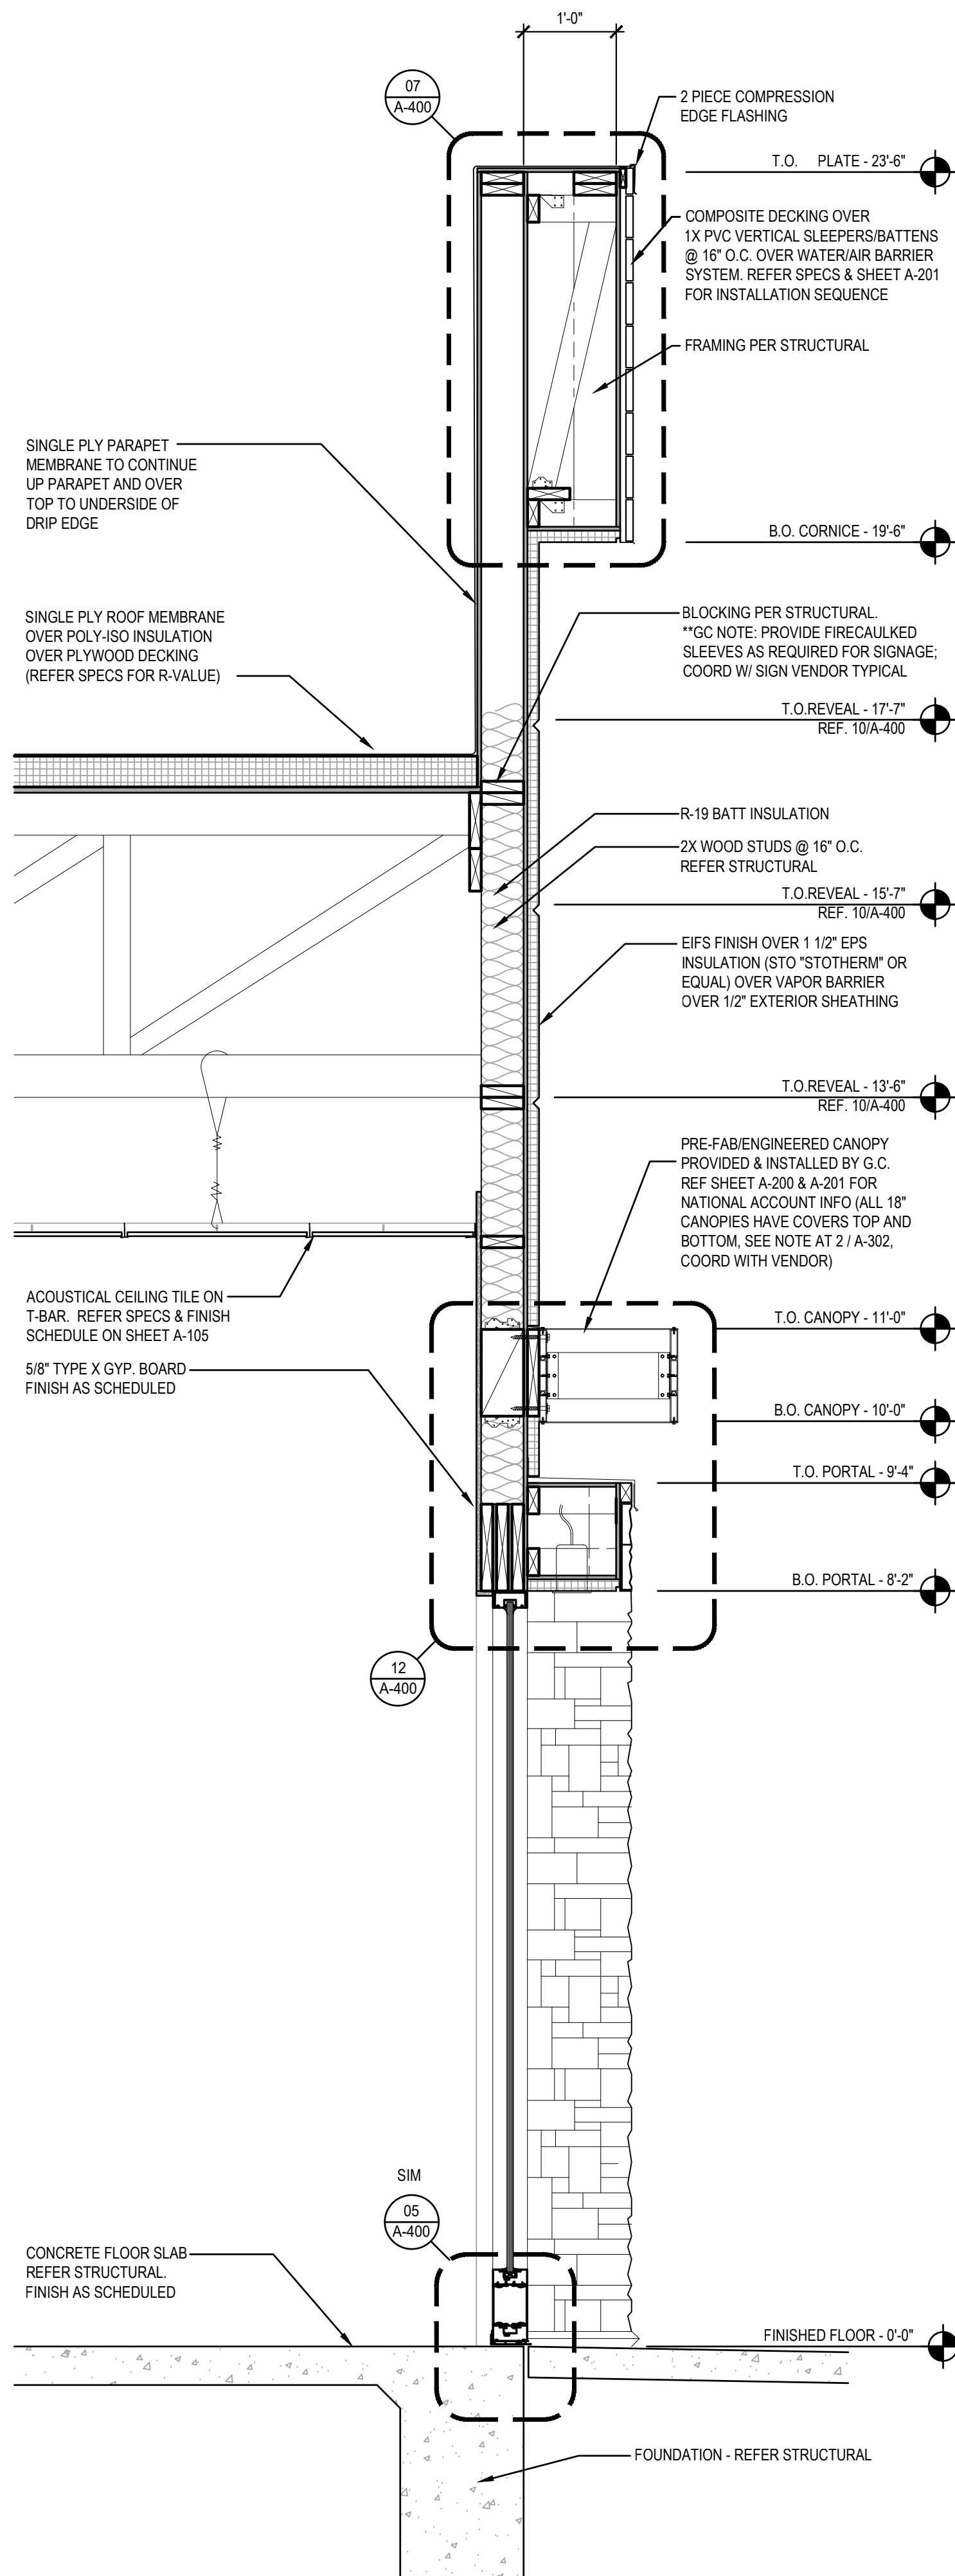 1'-0"
07
A-400
2 PIECE COMPRESSION
EDGE FLASHING
T.O. PLATE - 23'-6"
COMPOSITE DECKING OVER
1X PVC VERTICAL SLEEPERS/BATTENS
@ 16" O.C. OVER WATER/AIR BARRIER
SYSTEM. REFER SPECS & SHEET A-201
FOR INSTALLATION SEQUENCE
FRAMING PER STRUCTURAL
SINGLE PLY PARAPET
MEMBRANE TO CONTINUE
UP PARAPET AND OVER
TOP TO UNDERSIDE OF
DRIP EDGE
B.O. CORNICE - 19'-6"
SINGLE PLY ROOF MEMBRANE
OVER POLY-ISO INSULATION
OVER PLYWOOD DECKING
(REFER SPECS FOR R-VALUE)
BLOCKING PER STRUCTURAL.
**GC NOTE: PROVIDE FIRECAULKED
SLEEVES AS REQUIRED FOR SIGNAGE;
COORD W/ SIGN VENDOR TYPICAL
T.O.REVEAL - 17'-7"
REF. 10/A-400
R-19 BATT INSULATION
2X WOOD STUDS @ 16" O.C.
REFER STRUCTURAL
T.O.REVEAL - 15'-7"
REF. 10/A-400
EIFS FINISH OVER 1 1/2" EPS
INSULATION (STO "STOTHERM" OR
EQUAL) OVER VAPOR BARRIER
OVER 1/2" EXTERIOR SHEATHING
T.O.REVEAL - 13'-6"
REF. 10/A-400
PRE-FAB/ENGINEERED CANOPY
PROVIDED & INSTALLED BY G.C.
REF SHEET A-200 & A-201 FOR
NATIONAL ACCOUNT INFO (ALL 18"
CANOPIES HAVE COVERS TOP AND
BOTTOM, SEE NOTE AT 2 / A-302,
COORD WITH VENDOR)
ACOUSTICAL CEILING TILE ON
T-BAR. REFER SPECS & FINISH
SCHEDULE ON SHEET A-105
T.O. CANOPY - 11'-0"
5/8" TYPE X GYP. BOARD
FINISH AS SCHEDULED
B.O. CANOPY - 10'-0"
T.O. PORTAL - 9'-4"
B.O. PORTAL - 8'-2"
12
A-400
SIM
05
A-400
CONCRETE FLOOR SLAB
REFER STRUCTURAL.
FINISH AS SCHEDULED
FINISHED FLOOR - 0'-0"
FOUNDATION - REFER STRUCTURAL